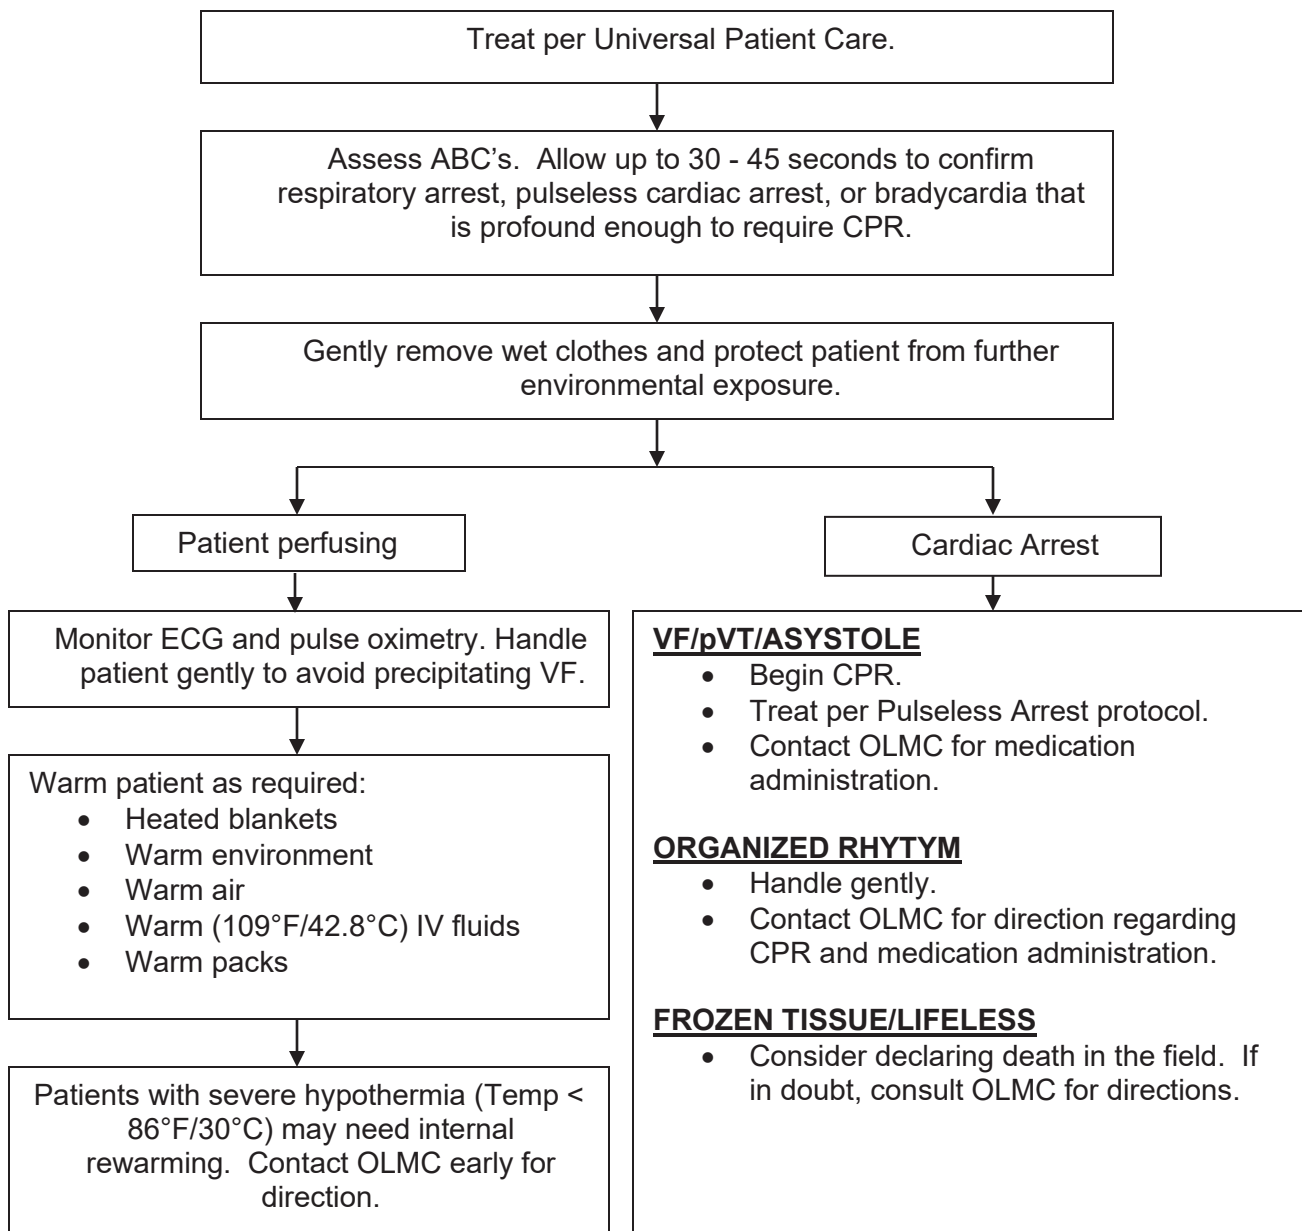 Treat per Universal Patient Care.
Assess ABC’s.  Allow up to 30 - 45 seconds to confirm
respiratory arrest, pulseless cardiac arrest, or bradycardia that
is profound enough to require CPR.
Gently remove wet clothes and protect patient from further
environmental exposure.
Patient perfusing
Monitor ECG and pulse oximetry. Handle
patient gently to avoid precipitating VF.
Warm patient as required:
• Heated blankets
• Warm environment
• Warm air
• Warm (109°F/42.8°C) IV fluids
• Warm packs
Patients with severe hypothermia (Temp <
86°F/30°C) may need internal
rewarming.  Contact OLMC early for
direction.
Cardiac Arrest
VF/pVT/ASYSTOLE
• Begin CPR.
• Treat per Pulseless Arrest protocol.
• Contact OLMC for medication
administration.
ORGANIZED RHYTYM
• Handle gently.
• Contact OLMC for direction regarding
CPR and medication administration.
FROZEN TISSUE/LIFELESS
• Consider declaring death in the field.  If
in doubt, consult OLMC for directions.